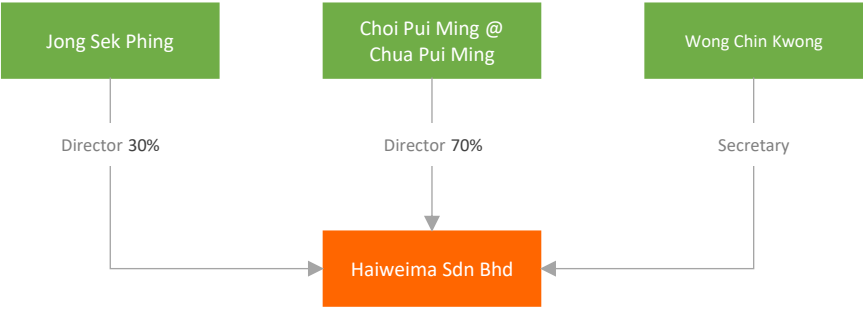 Jong Sek Phing
Choi Pui Ming @
Chua Pui Ming
Wong Chin Kwong
Director 30%
Director 70%
Secretary
Haiweima Sdn Bhd